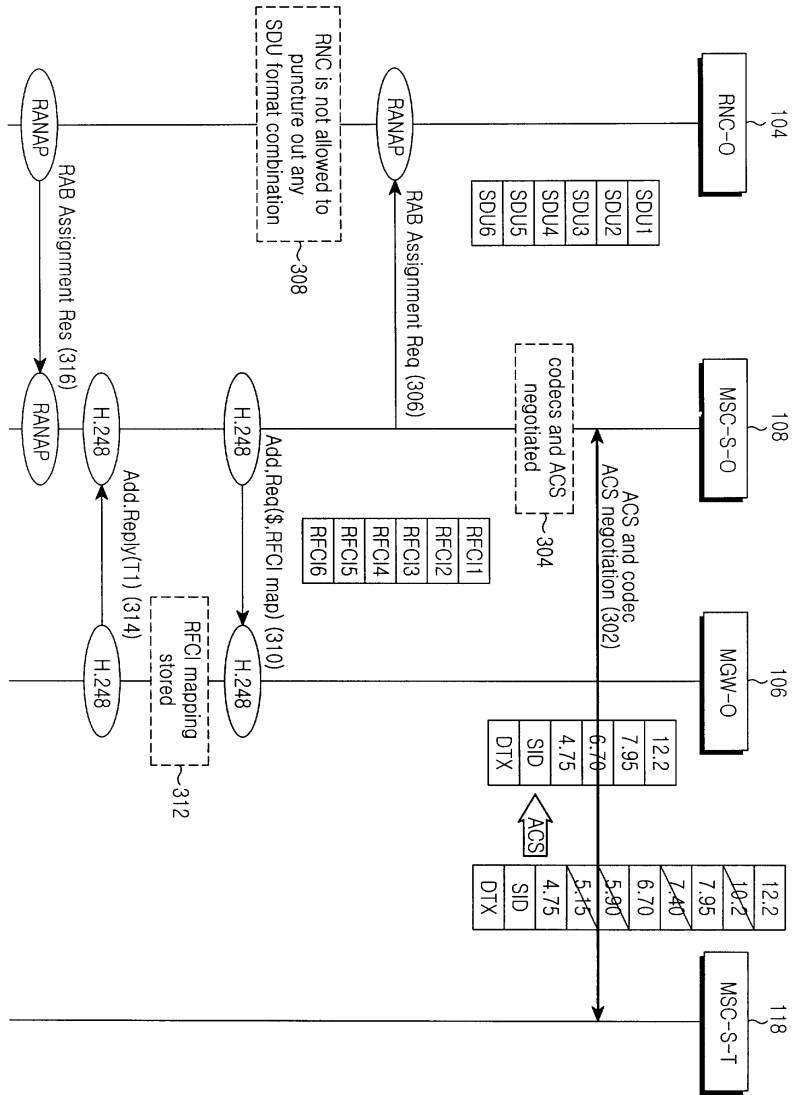 104
RNC-O
108
MSC-S-O
106
MGW-O
118
MSC-S-T
12.2
10.2
7.95
7.40
6.70
5.90
5.15
4.75
SID
DTX
ACS
12.2
7.95
6.70
4.75
SID
DTX
ACS and codec
ACS negotiation (302)
codecs and ACS
negotiated
304
SDU1
SDU2
SDU3
SDU4
SDU5
SDU6
RANAP
RAB Assignment Req (306)
RNC is not allowed to
puncture out any
SDU format combination
308
RFCI1
RFCI2
RFCI3
RFCI4
RFCI5
RFCI6
H.248
Add,Req($,RFCI map) (310)
H.248
RFCI mapping
stored
312
H.248
Add.Reply(T1) (314)
H.248
RANAP
RAB Assignment Res (316)
RANAP